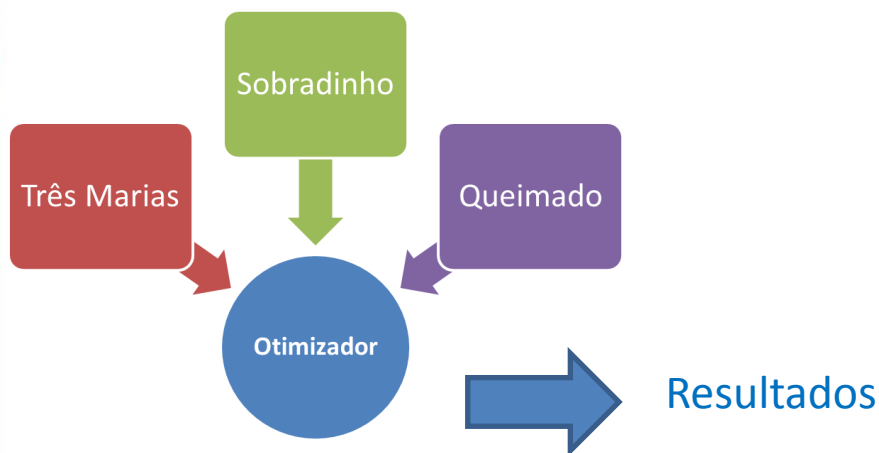 Sobradinho
Três Marias
Queimado
Otimizador
Resultados